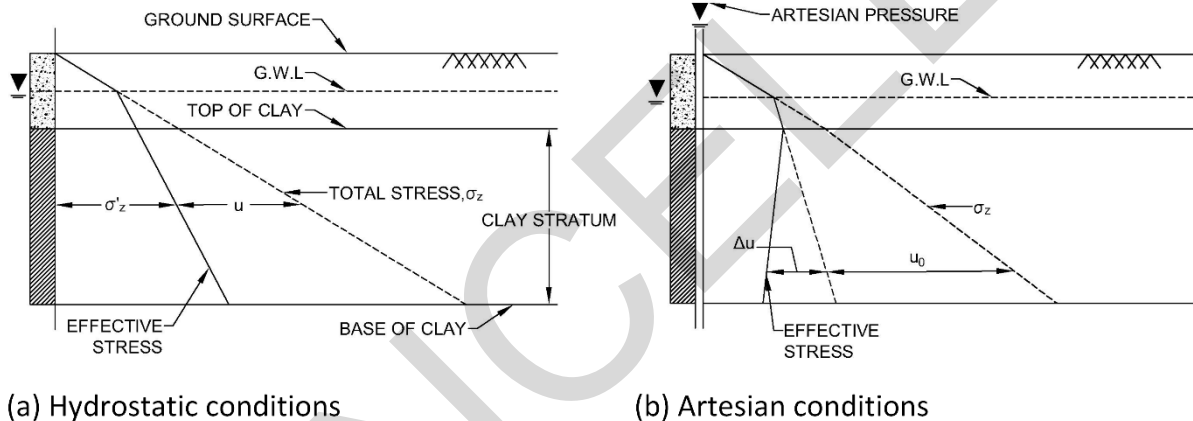 GROUND SURFACE
G.W.L
TOP OF CLAY
TOTAL STRESS,σz
σ'z
u
CLAY STRATUM
EFFECTIVE
STRESS
BASE OF CLAY
(a) Hydrostatic conditions
ARTESIAN PRESSURE
G.W.L
σz
Δu
u0
EFFECTIVE
STRESS
(b) Artesian conditions